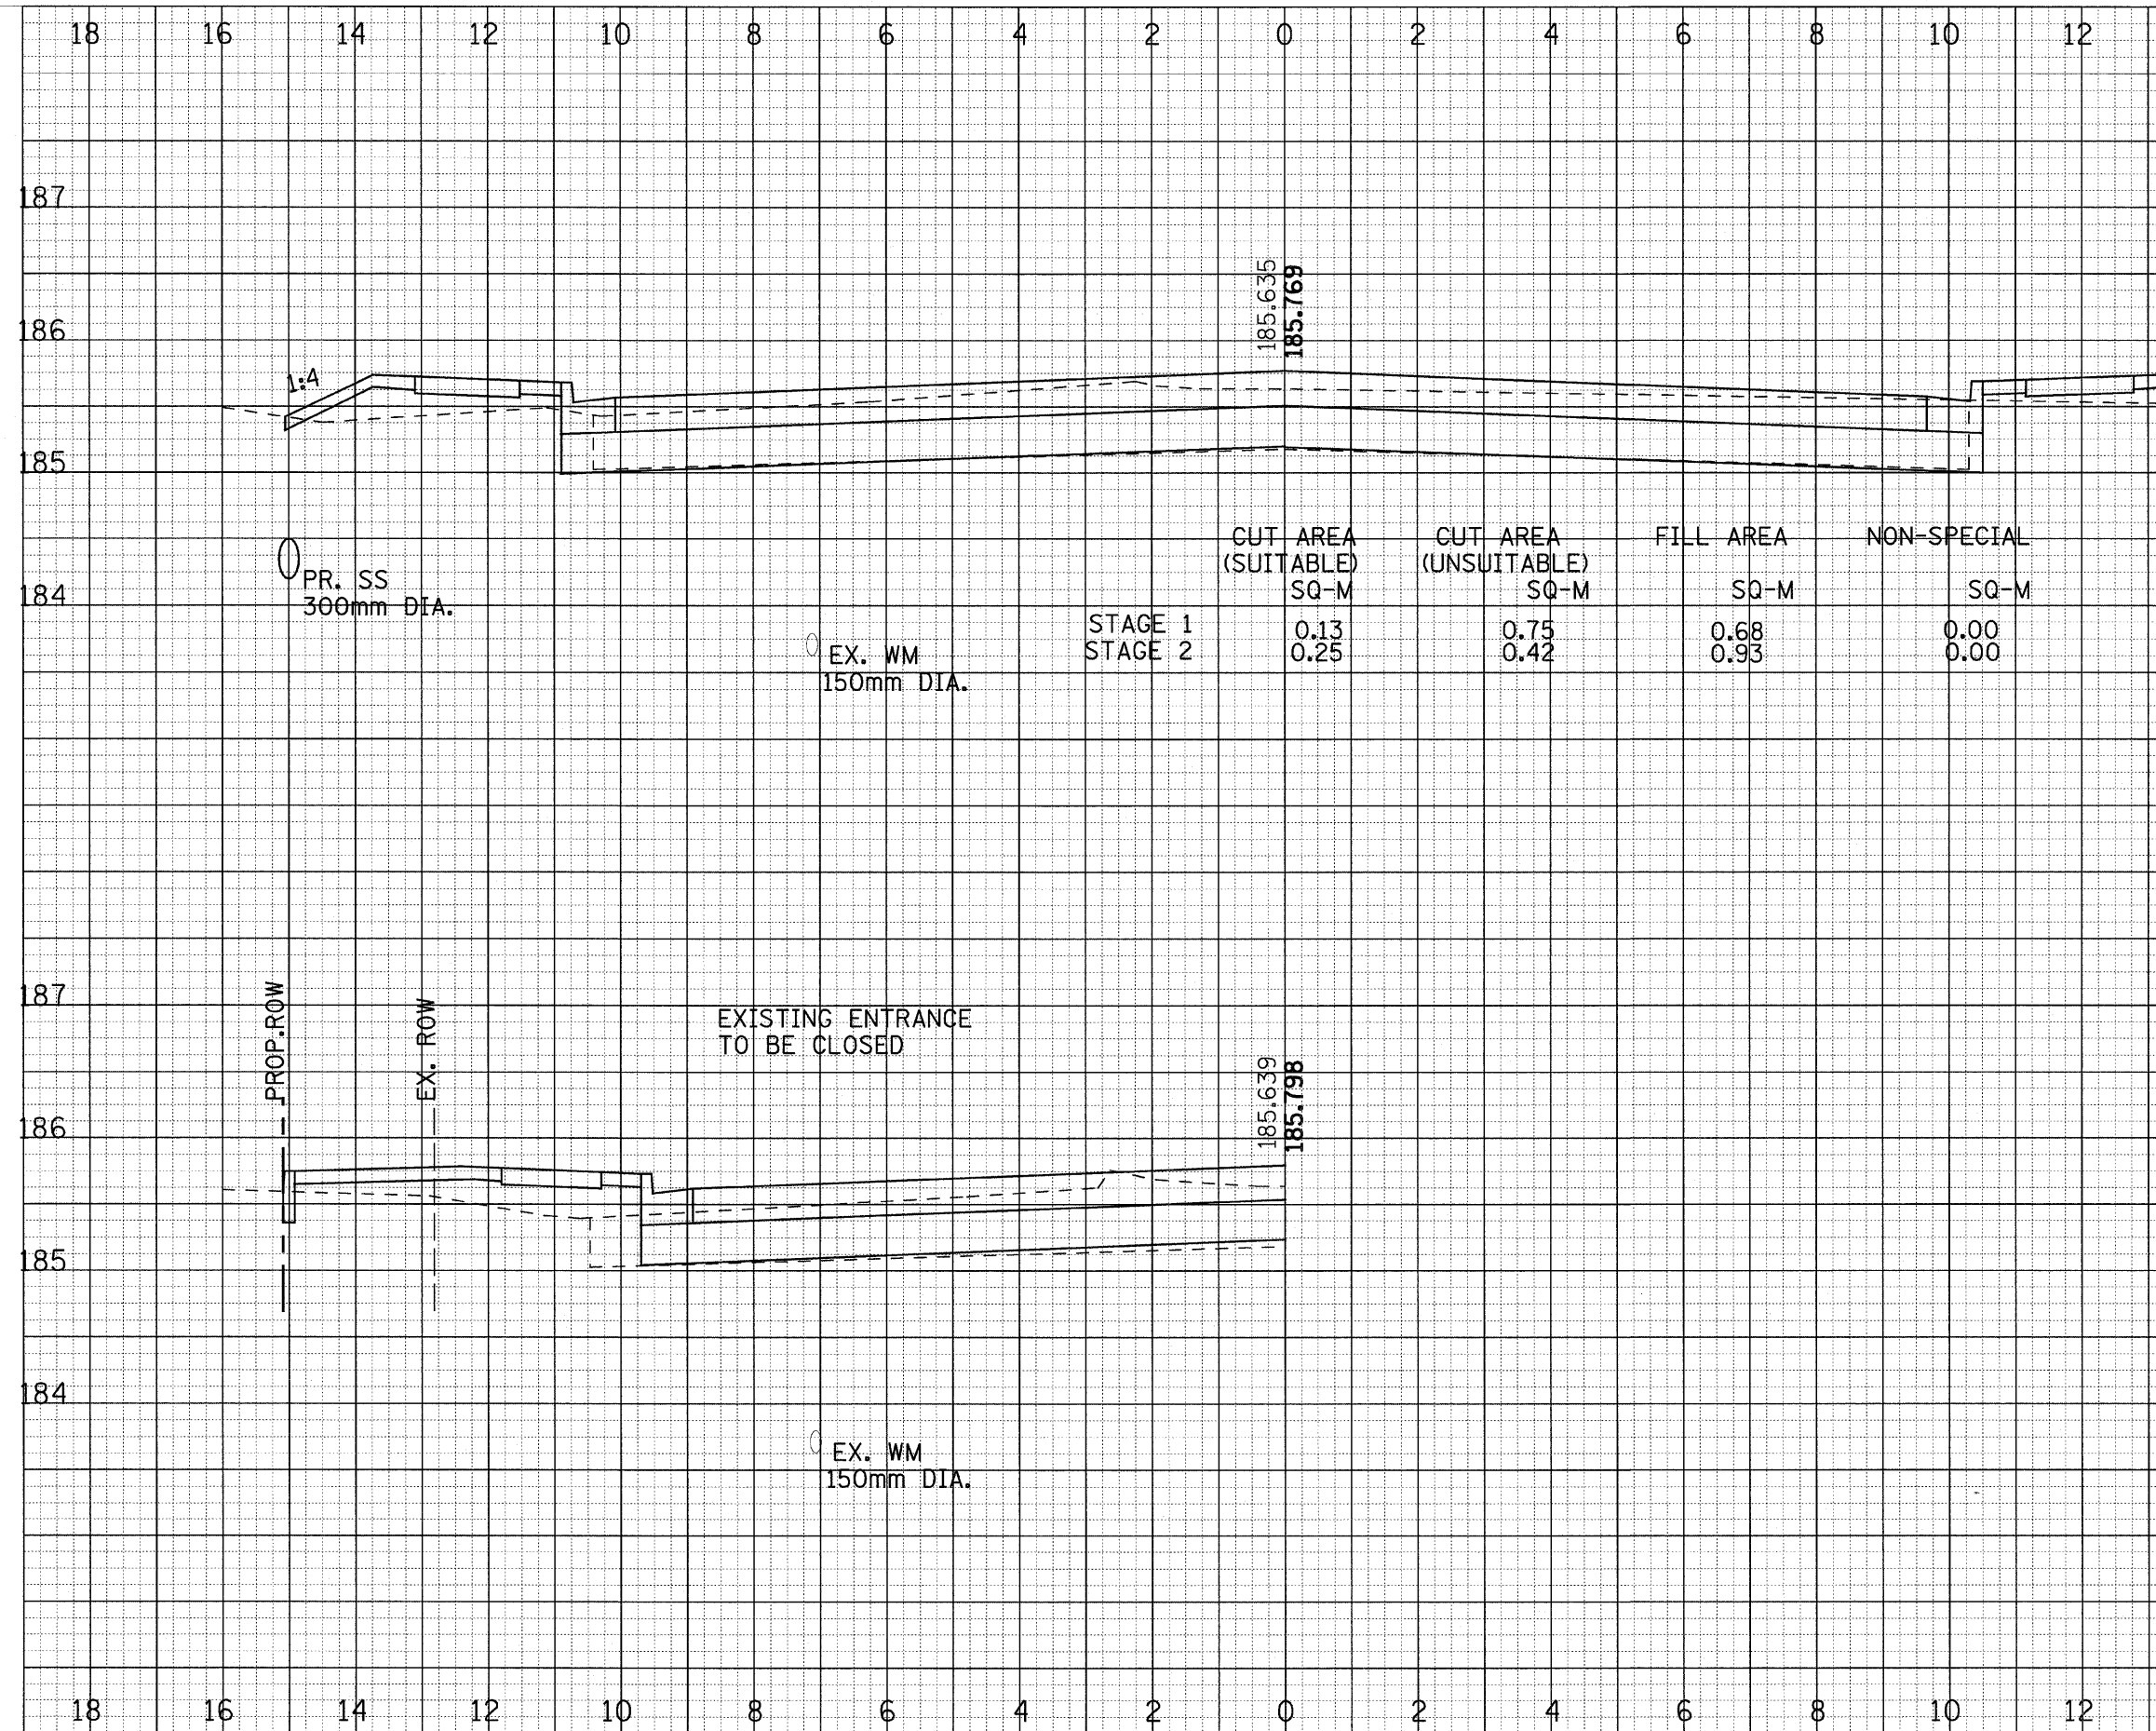 18 16 14 12 10 8 6 4 2 0 2 4 6 8 10 12
187
185.635
185.769
186
1:4
185
CUT AREA CUT AREA FILL AREA NON-SPECIAL
(SUITABLE) (UNSUITABLE)
PR. SS
SQ-M SQ-M SQ-M SQ-M
184
300mm DIA.
STAGE 1 0.13 0.75 0.68 0.00
STAGE 2 0.25 0.42 0.93 0.00
EX. WM
150mm DIA.
187
PROP.ROW
EX. ROW
EXISTING ENTRANCE
TO BE CLOSED
185.639
185.798
186
185
184
EX. WM
150mm DIA.
18 16 14 12 10 8 6 4 2 0 2 4 6 8 10 12